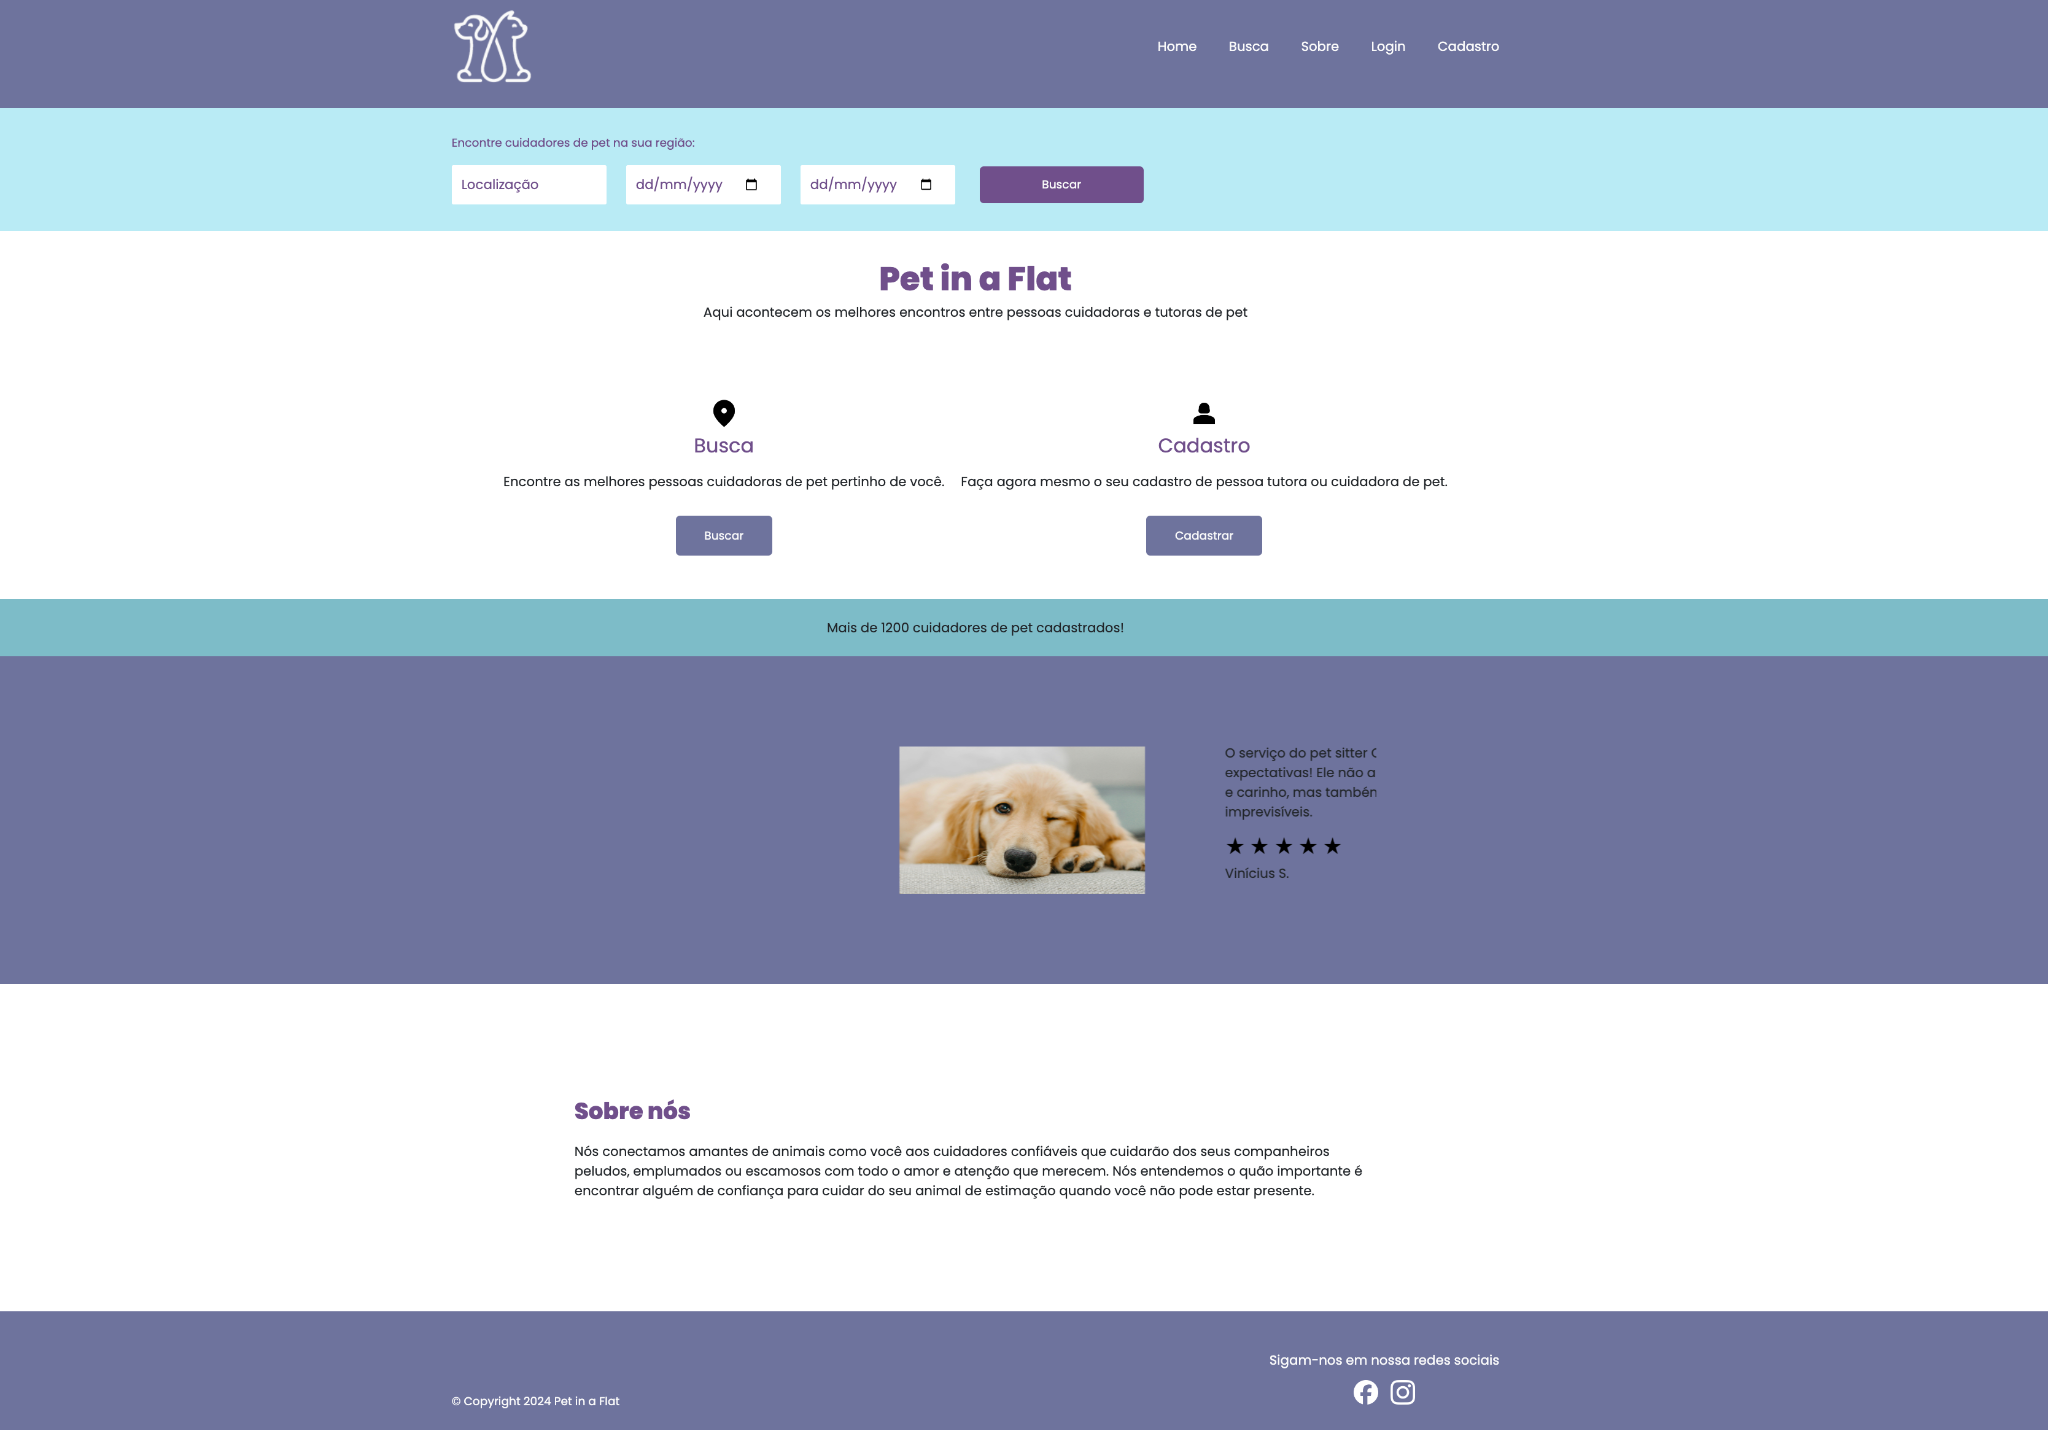 Home Busca Sobre Login Cadastro
Encontre cuidadores de pet na sua região:
Localização dd/mm/yyyy dd/mm/yyyy Buscar
Pet in a Flat
Aqui acontecem os melhores encontros entre pessoas cuidadoras e tutoras de pet
Busca
Encontre as melhores pessoas cuidadoras de pet pertinho de você.
Buscar
Cadastro
Faça agora mesmo o seu cadastro de pessoa tutora ou cuidadora de pet.
Cadastrar
Mais de 1200 cuidadores de pet cadastrados!
O serviço do pet sitter
expectativas! Ele não a
e carinho, mas também
imprevisíveis.
Vinícius S.
Sobre nós
Nós conectamos amantes de animais como você aos cuidadores confiáveis que cuidarão dos seus companheiros
peludos, emplumados ou escamosos com todo o amor e atenção que merecem. Nós entendemos o quão importante é
encontrar alguém de confiança para cuidar do seu animal de estimação quando você não pode estar presente.
Sigam-nos em nossa redes sociais
© Copyright 2024 Pet in a Flat